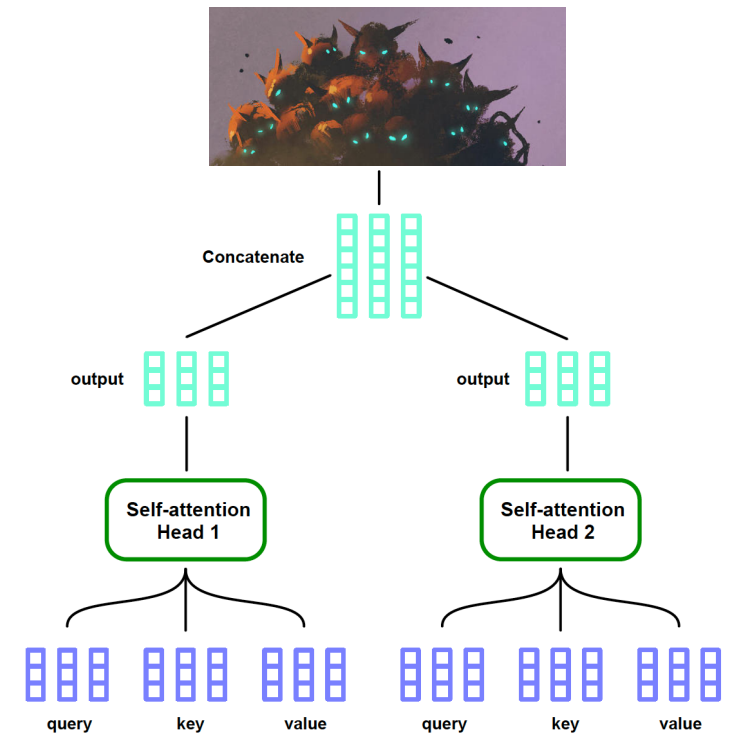 Concatenate
output
output
Self-attention
Head 1
Self-attention
Head 2
query
key
value
query
key
value